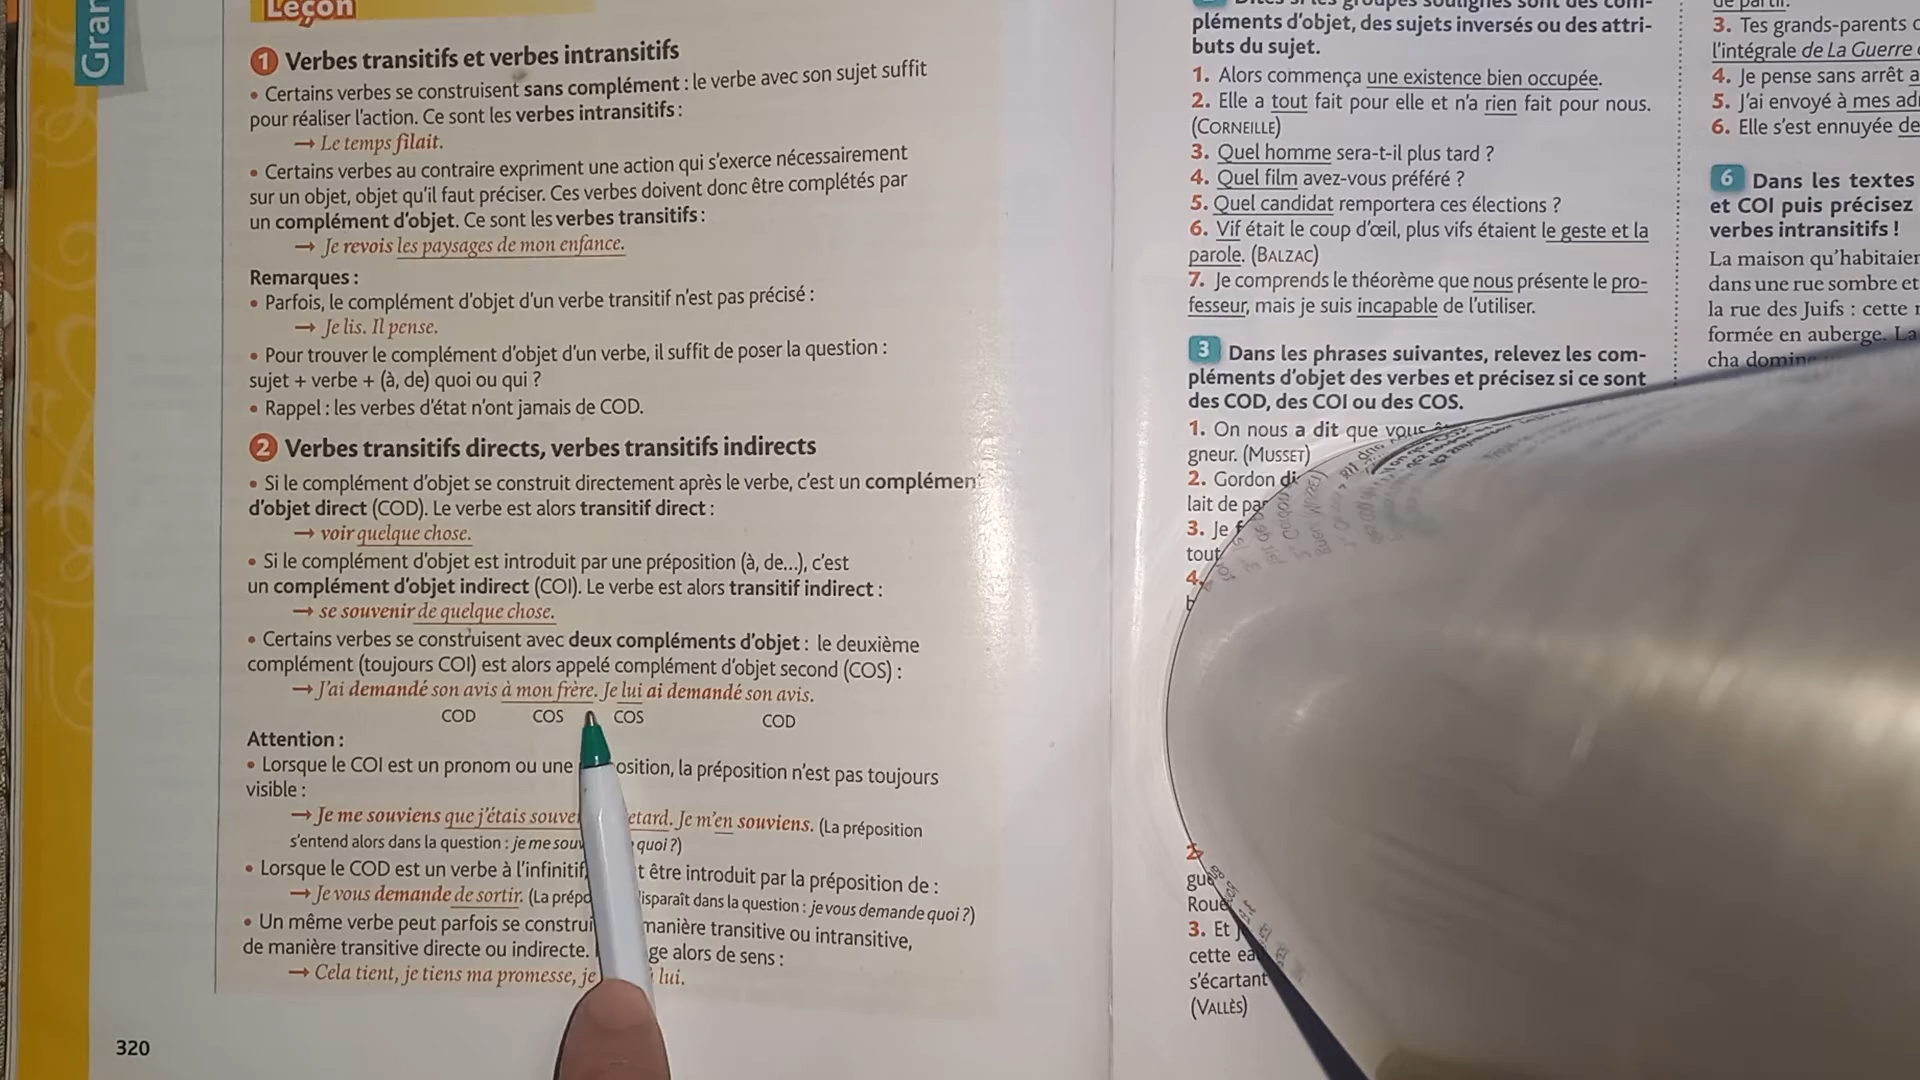 Gran
Leçon
1 Verbes transitifs et verbes intransitifs
• Certains verbes se construisent sans complément : le verbe avec son sujet suffit
pour réaliser l'action. Ce sont les verbes intransitifs :
→ Le temps filait.
• Certains verbes au contraire expriment une action qui s'exerce nécessairement
sur un objet, objet qu'il faut préciser. Ces verbes doivent donc être complétés par
un complément d'objet. Ce sont les verbes transitifs :
→ Je revois les paysages de mon enfance.
Remarques :
• Parfois, le complément d'objet d'un verbe transitif n'est pas précisé :
→ Je lis. Il pense.
• Pour trouver le complément d'objet d'un verbe, il suffit de poser la question :
sujet + verbe + (à, de) quoi ou qui ?
• Rappel : les verbes d'état n'ont jamais de COD.
2 Verbes transitifs directs, verbes transitifs indirects
• Si le complément d'objet se construit directement après le verbe, c'est un complémen
d'objet direct (COD). Le verbe est alors transitif direct :
→ voir quelque chose.
• Si le complément d'objet est introduit par une préposition (à, de...), c'est
un complément d'objet indirect (COI). Le verbe est alors transitif indirect :
→ se souvenir de quelque chose.
• Certains verbes se construisent avec deux compléments d'objet : le deuxième
complément (toujours COI) est alors appelé complément d'objet second (COS) :
→ J'ai demandé son avis à mon frère. Je lui ai demandé son avis.
COD COS COS COD
Attention :
• Lorsque le COI est un pronom ou une osition, la préposition n'est pas toujours
visible :
→ Je me souviens que j'étais souve etard. Je m'en souviens. (La préposition
s'entend alors dans la question : je me souv quoi ?)
• Lorsque le COD est un verbe à l'infinitif, t être introduit par la préposition de :
→ Je vous demande de sortir. (La prépo isparaît dans la question : je vous demande quoi ?)
• Un même verbe peut parfois se construi manière transitive ou intransitive,
de manière transitive directe ou indirecte. ge alors de sens :
→ Cela tient, je tiens ma promesse, je lui.
320
pléments d'objet, des sujets inversés ou des attri-
buts du sujet.
1. Alors commença une existence bien occupée.
2. Elle a tout fait pour elle et n'a rien fait pour nous.
(CORNEILLE)
3. Quel homme sera-t-il plus tard ?
4. Quel film avez-vous préféré ?
5. Quel candidat remportera ces élections ?
6. Vif était le coup d'œil, plus vifs étaient le geste et la
parole. (BALZAC)
7. Je comprends le théorème que nous présente le pro-
fesseur, mais je suis incapable de l'utiliser.
3 Dans les phrases suivantes, relevez les com-
pléments d'objet des verbes et précisez si ce sont
des COD, des COI ou des COS.
1. On nous a dit que vous
gneur. (MUSSET)
2. Gordon di
lait de par
3. Je
tout
4.
2.
gue
Roue
3. Et j
cette ea
s'écartant
(VALLÈS)
de partir.
3. Tes grands-parents
l'intégrale de La Guerre
4. Je pense sans arrêt a
5. J'ai envoyé à mes ad
6. Elle s'est ennuyée de
6 Dans les textes
et COI puis précisez
verbes intransitifs !
La maison qu'habitaien
dans une rue sombre et
la rue des Juifs : cette
formée en auberge. La
cha domine